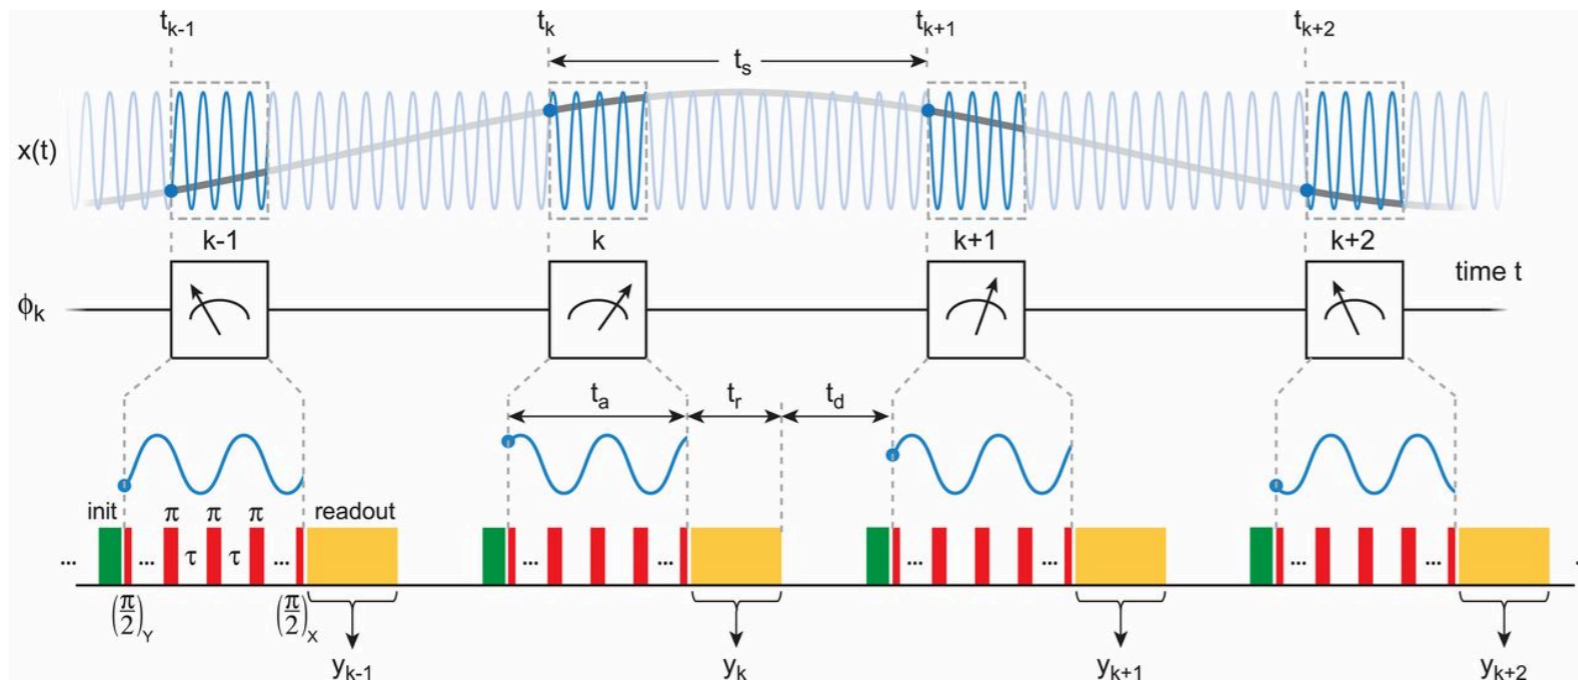 t_{k-1} t_k t_{k+1} t_{k+2}
t_s
x(t)
k-1 k k+1 k+2
time t
ϕ_k
t_a t_r t_d
init π π π readout
... ... τ τ ... ... ... ... ... ... ... .
(π/2)_Y (π/2)_X
y_{k-1} y_k y_{k+1} y_{k+2}